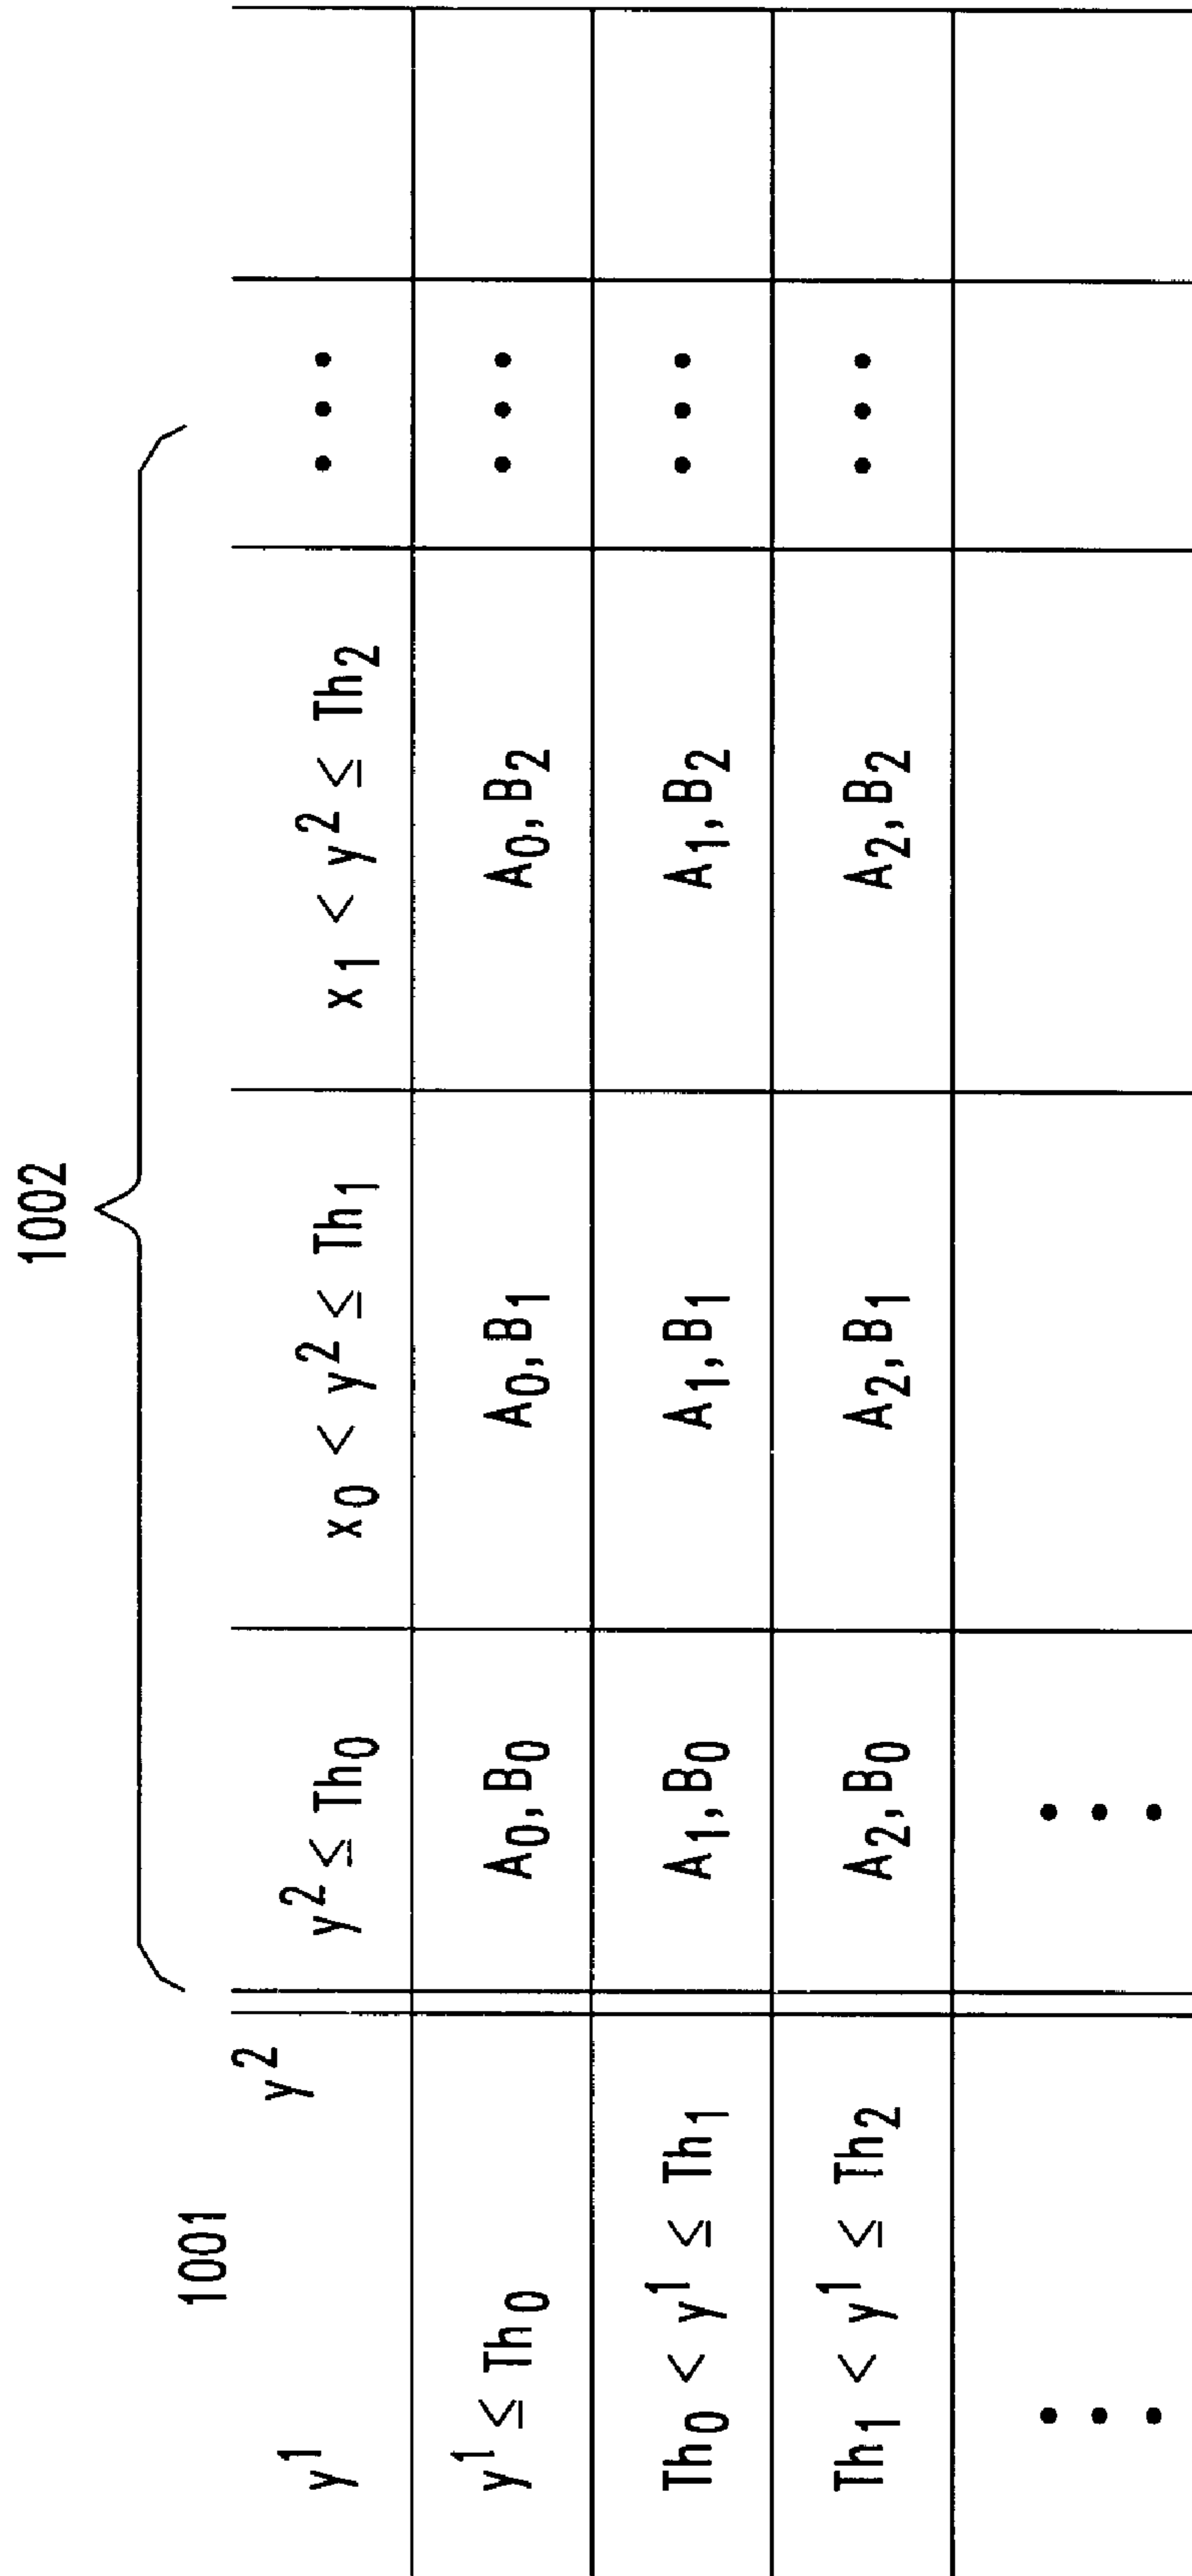 1002
1001
y¹ y² y² ≤ Th₀ x₀ < y² ≤ Th₁ x₁ < y² ≤ Th₂ • • •
y¹ ≤ Th₀ A₀, B₀ A₀, B₁ A₀, B₂ • • •
Th₀ < y¹ ≤ Th₁ A₁, B₀ A₁, B₁ A₁, B₂ • • •
Th₁ < y¹ ≤ Th₂ A₂, B₀ A₂, B₁ A₂, B₂ • • •
• • • • • •